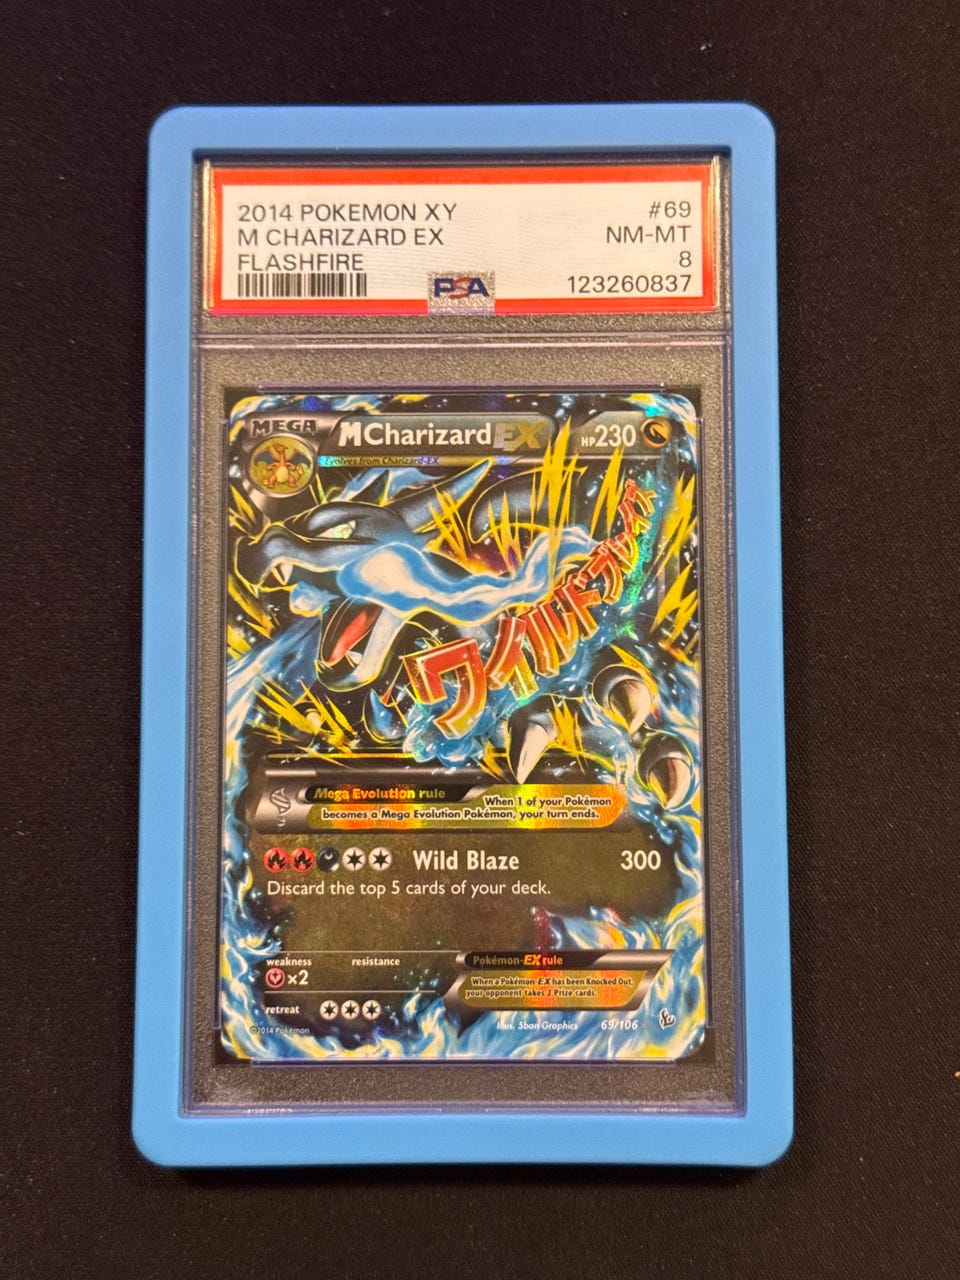 2014 POKEMON XY #69
M CHARIZARD EX NM-MT
FLASHFIRE 8
PSA 123260837
MEGA
M Charizard EX HP 230
Evolves from Charizard-EX
ワイルドブレイズ
Mega Evolution rule
When 1 of your Pokémon
becomes a Mega Evolution Pokémon, your turn ends.
Wild Blaze 300
Discard the top 5 cards of your deck.
weakness resistance
×2
retreat
Pokémon-EX rule
When a Pokémon-EX has been Knocked Out,
your opponent takes 2 Prize cards.
©2014 Pokémon
Illus. 5ban Graphics 69/106